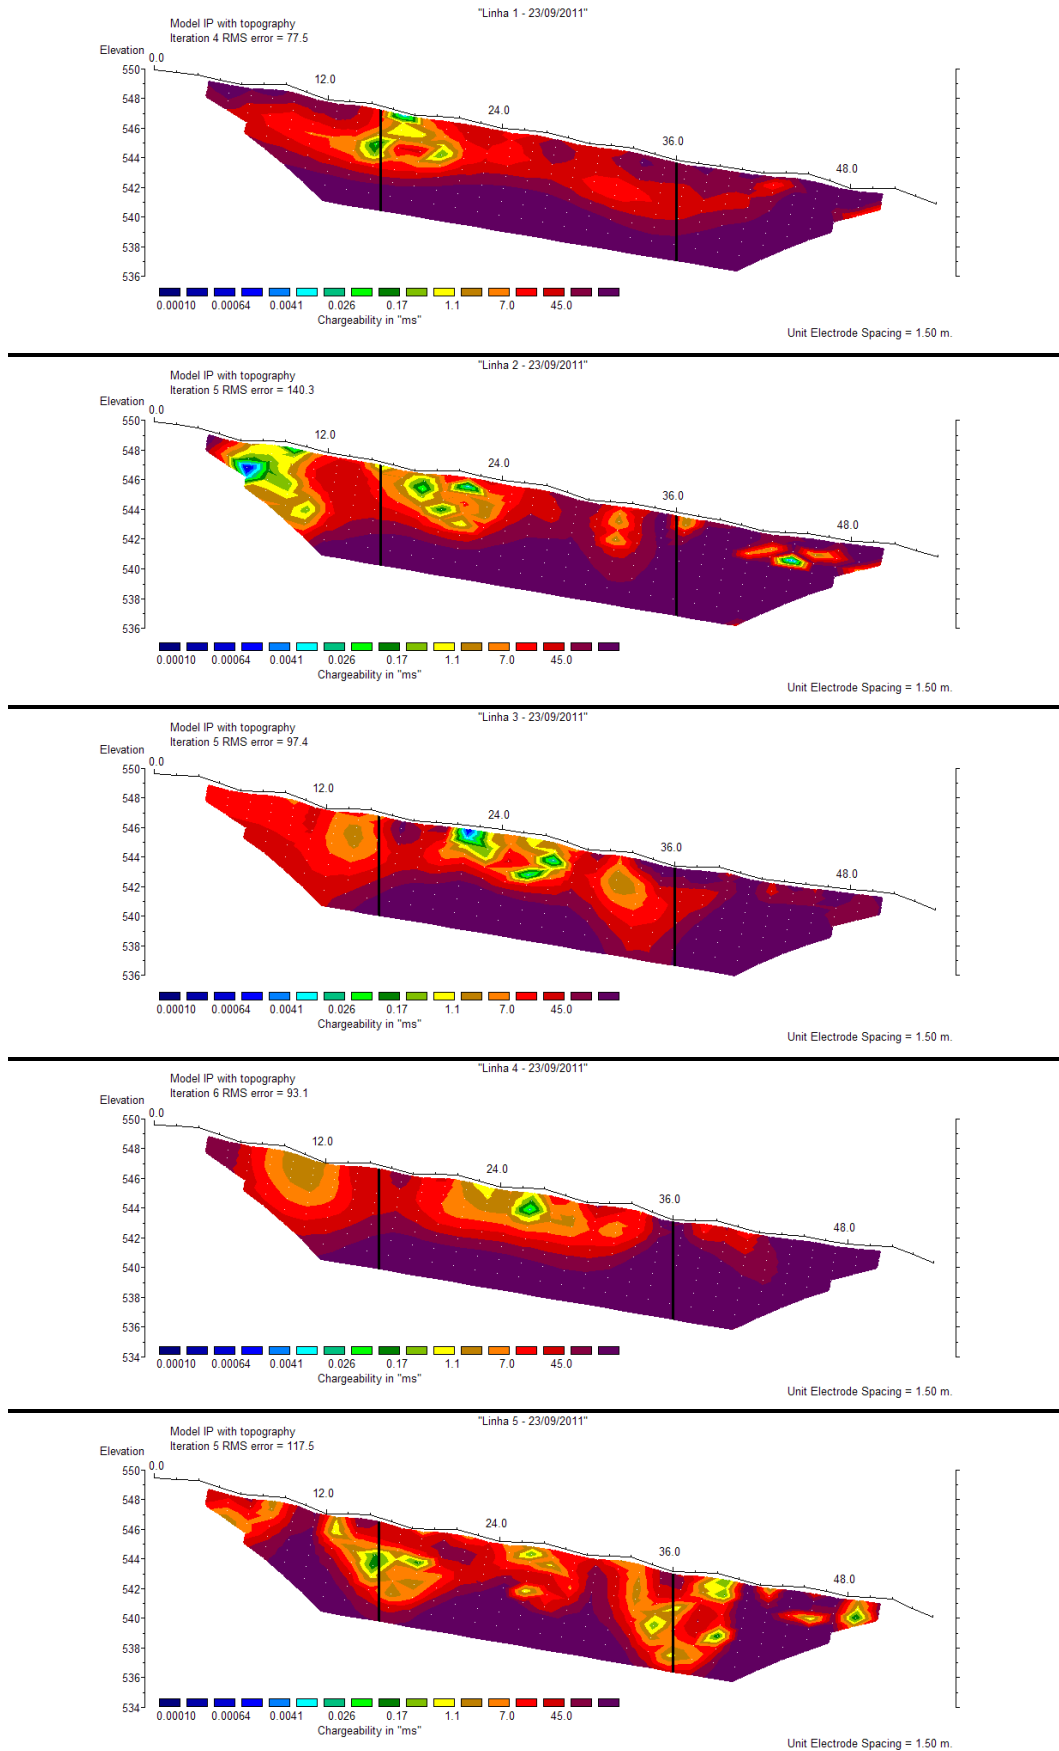 "Linha 1 - 23/09/2011"
Model IP with topography
Iteration 4 RMS error = 77.5
Elevation
0.0
550
12.0
548
24.0
546
36.0
544
48.0
542
540
538
536
0.00010 0.00064 0.0041 0.026 0.17 1.1 7.0 45.0
Chargeability in "ms"
Unit Electrode Spacing = 1.50 m.
"Linha 2 - 23/09/2011"
Model IP with topography
Iteration 5 RMS error = 140.3
Elevation
0.0
550
12.0
548
24.0
546
36.0
544
48.0
542
540
538
536
0.00010 0.00064 0.0041 0.026 0.17 1.1 7.0 45.0
Chargeability in "ms"
Unit Electrode Spacing = 1.50 m.
"Linha 3 - 23/09/2011"
Model IP with topography
Iteration 5 RMS error = 97.4
Elevation
0.0
550
12.0
548
24.0
546
36.0
544
48.0
542
540
538
536
0.00010 0.00064 0.0041 0.026 0.17 1.1 7.0 45.0
Chargeability in "ms"
Unit Electrode Spacing = 1.50 m.
"Linha 4 - 23/09/2011"
Model IP with topography
Iteration 6 RMS error = 93.1
Elevation
0.0
550
12.0
548
24.0
546
36.0
544
48.0
542
540
538
536
534
0.00010 0.00064 0.0041 0.026 0.17 1.1 7.0 45.0
Chargeability in "ms"
Unit Electrode Spacing = 1.50 m.
"Linha 5 - 23/09/2011"
Model IP with topography
Iteration 5 RMS error = 117.5
Elevation
0.0
550
12.0
548
24.0
546
36.0
544
48.0
542
540
538
536
534
0.00010 0.00064 0.0041 0.026 0.17 1.1 7.0 45.0
Chargeability in "ms"
Unit Electrode Spacing = 1.50 m.